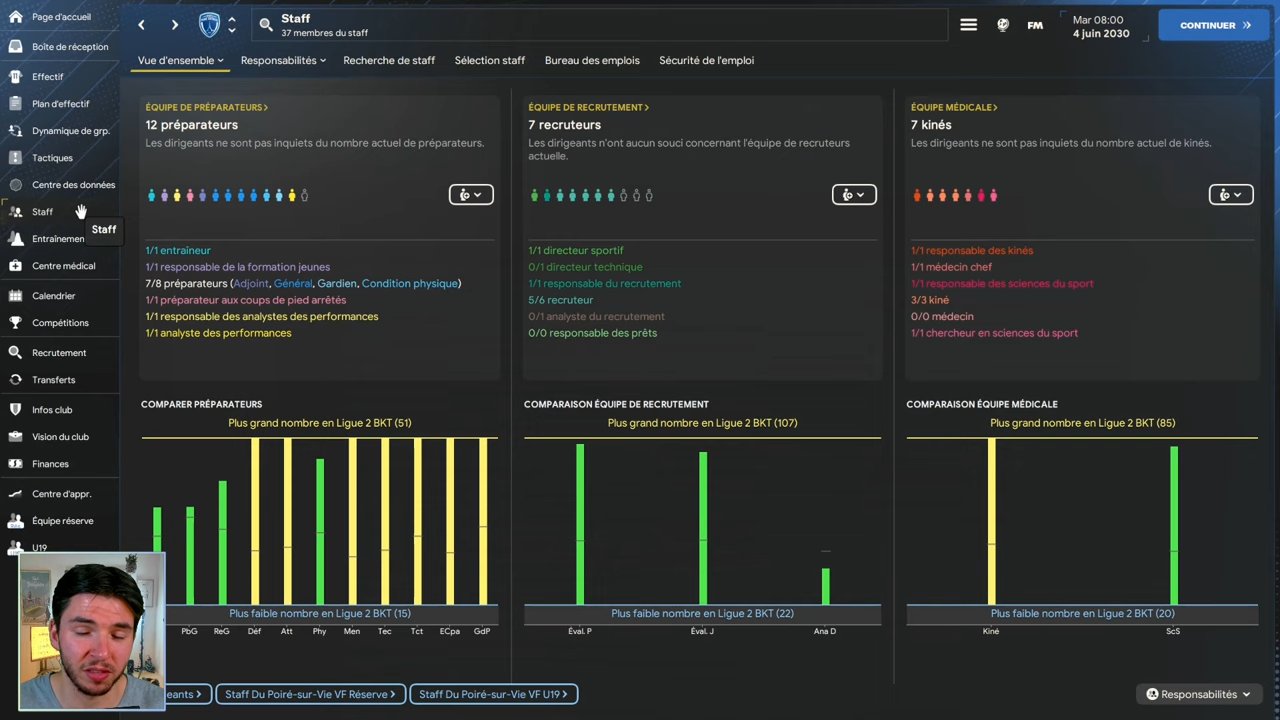 Page d'accueil
Boîte de réception
Effectif
Plan d'effectif
Dynamique de grp.
Tactiques
Centre des données
Staff
Staff
Entraînemen
Centre médical
Calendrier
Compétitions
Recrutement
Transferts
Infos club
Vision du club
Finances
Centre d'appr.
Équipe réserve
U19
Staff
37 membres du staff
FM
Mar 08:00
4 juin 2030
CONTINUER
Vue d'ensemble Responsabilités Recherche de staff Sélection staff Bureau des emplois Sécurité de l'emploi
ÉQUIPE DE PRÉPARATEURS>
12 préparateurs
Les dirigeants ne sont pas inquiets du nombre actuel de préparateurs.
1/1 entraîneur
1/1 responsable de la formation jeunes
7/8 préparateurs (Adjoint, Général, Gardien, Condition physique)
1/1 préparateur aux coups de pied arrêtés
1/1 responsable des analystes des performances
1/1 analyste des performances
ÉQUIPE DE RECRUTEMENT>
7 recruteurs
Les dirigeants n'ont aucun souci concernant l'équipe de recruteurs
actuelle.
1/1 directeur sportif
0/1 directeur technique
1/1 responsable du recrutement
5/6 recruteur
0/1 analyste du recrutement
0/0 responsable des prêts
ÉQUIPE MÉDICALE>
7 kinés
Les dirigeants ne sont pas inquiets du nombre actuel de kinés.
1/1 responsable des kinés
1/1 médecin chef
1/1 responsable des sciences du sport
3/3 kiné
0/0 médecin
1/1 chercheur en sciences du sport
COMPARER PRÉPARATEURS
Plus grand nombre en Ligue 2 BKT (51)
Plus faible nombre en Ligue 2 BKT (15)
PbG ReG Déf Att Phy Men Tec Tct ECpa GdP
COMPARAISON ÉQUIPE DE RECRUTEMENT
Plus grand nombre en Ligue 2 BKT (107)
Plus faible nombre en Ligue 2 BKT (22)
Éval. P Éval. J Ana D
COMPARAISON ÉQUIPE MÉDICALE
Plus grand nombre en Ligue 2 BKT (85)
Plus faible nombre en Ligue 2 BKT (20)
Kiné ScS
eants > Staff Du Poiré-sur-Vie VF Réserve > Staff Du Poiré-sur-Vie VF U19 >
Responsabilités